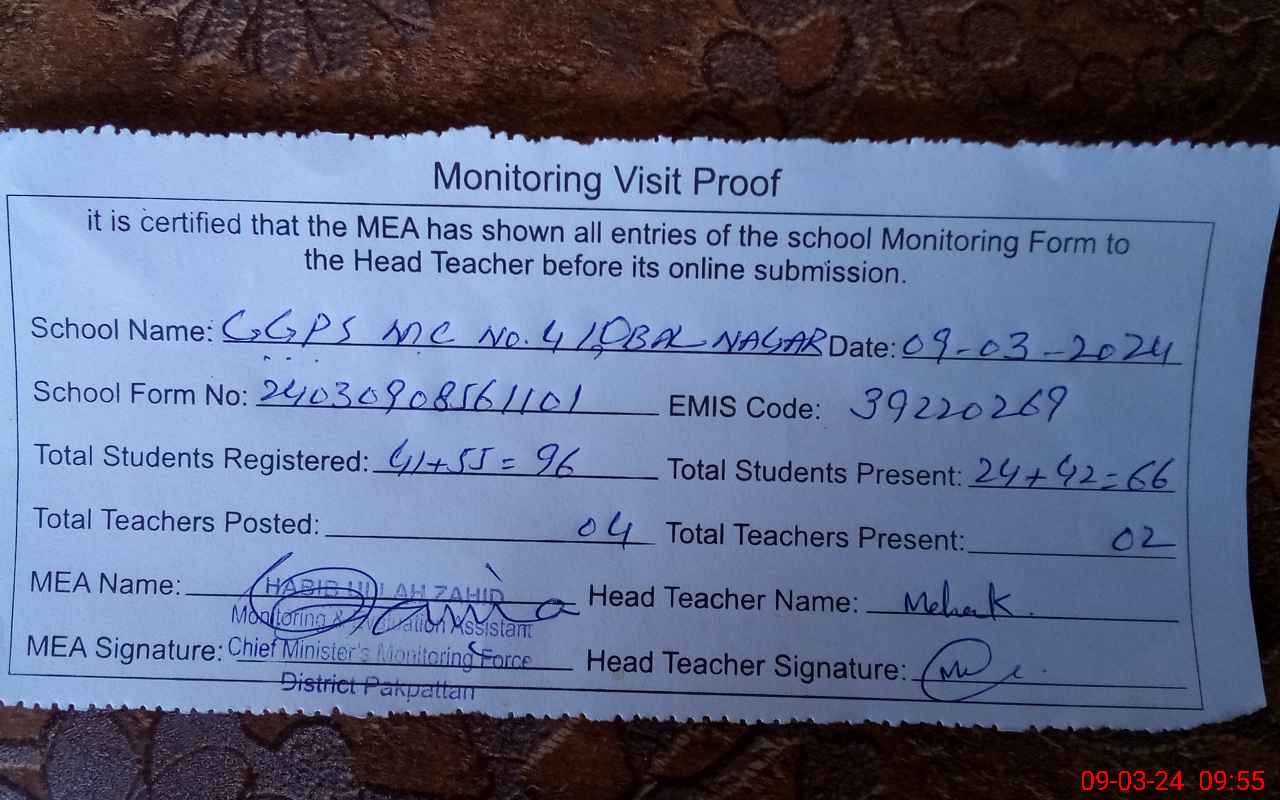 Monitoring Visit Proof
it is certified that the MEA has shown all entries of the school Monitoring Form to
the Head Teacher before its online submission.
School Name: GGPS MC No. 4 IQBAL NAGAR Date: 09-03-2024
School Form No: 24030908561101 EMIS Code: 39220269
Total Students Registered: 41+55=96 Total Students Present: 24+42=66
Total Teachers Posted: 04 Total Teachers Present: 02
MEA Name: HABIB ULLAH ZAHID Head Teacher Name: Mehak
Monitoring & Evaluation Assistant
MEA Signature: Chief Minister's Monitoring Force Head Teacher Signature:
District Pakpattan
09-03-24 09:55